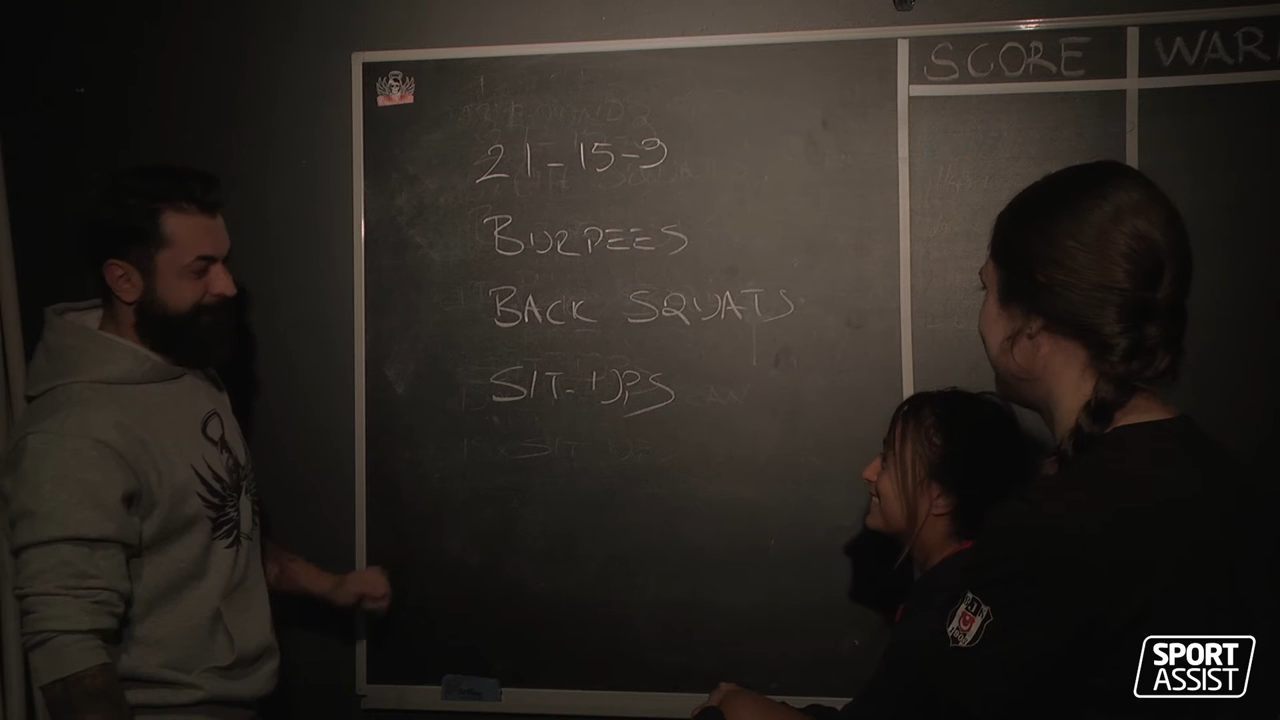 SCORE
WAR
21-15-9
BURPEES
BACK SQUATS
SIT-UPS
SPORT
ASSIST